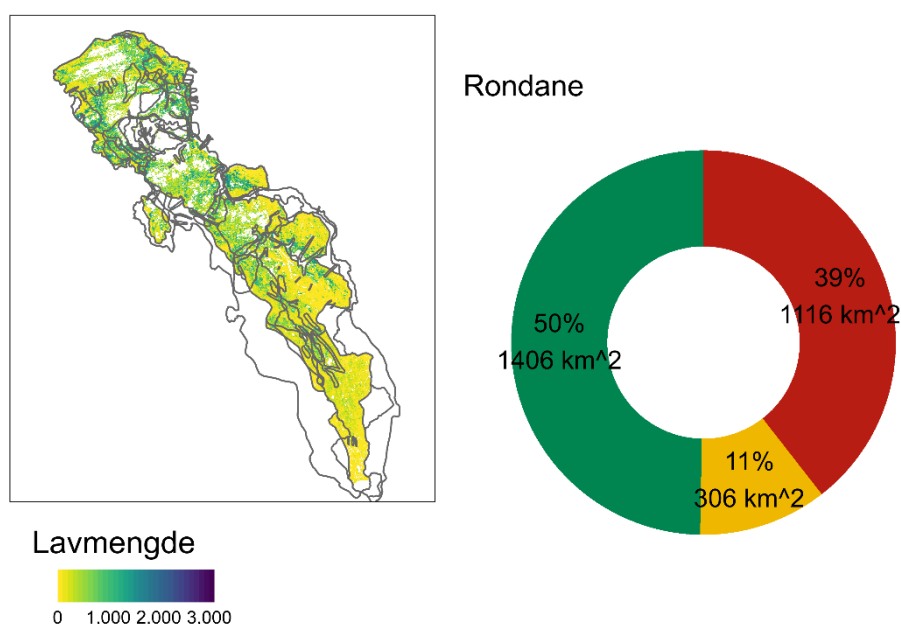 Rondane
39%
1116 km^2
50%
1406 km^2
11%
306 km^2
Lavmengde
0 1.000 2.000 3.000